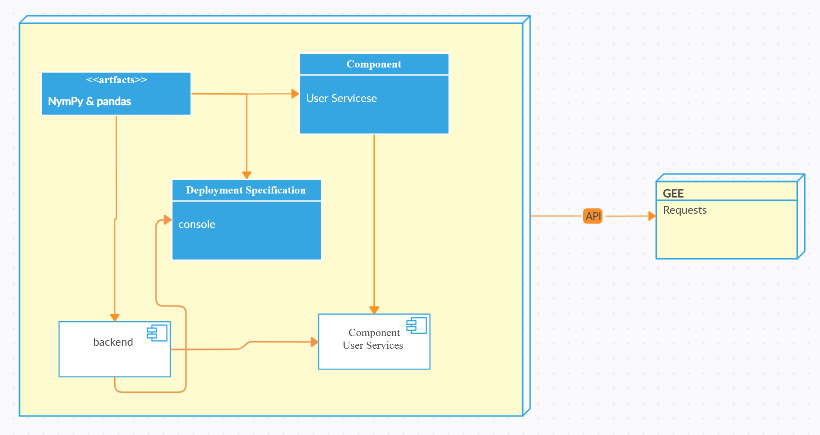 <<artfacts>>
NymPy & pandas
Component
User Servicese
Deployment Specification
console
GEE
Requests
API
backend
Component
User Services